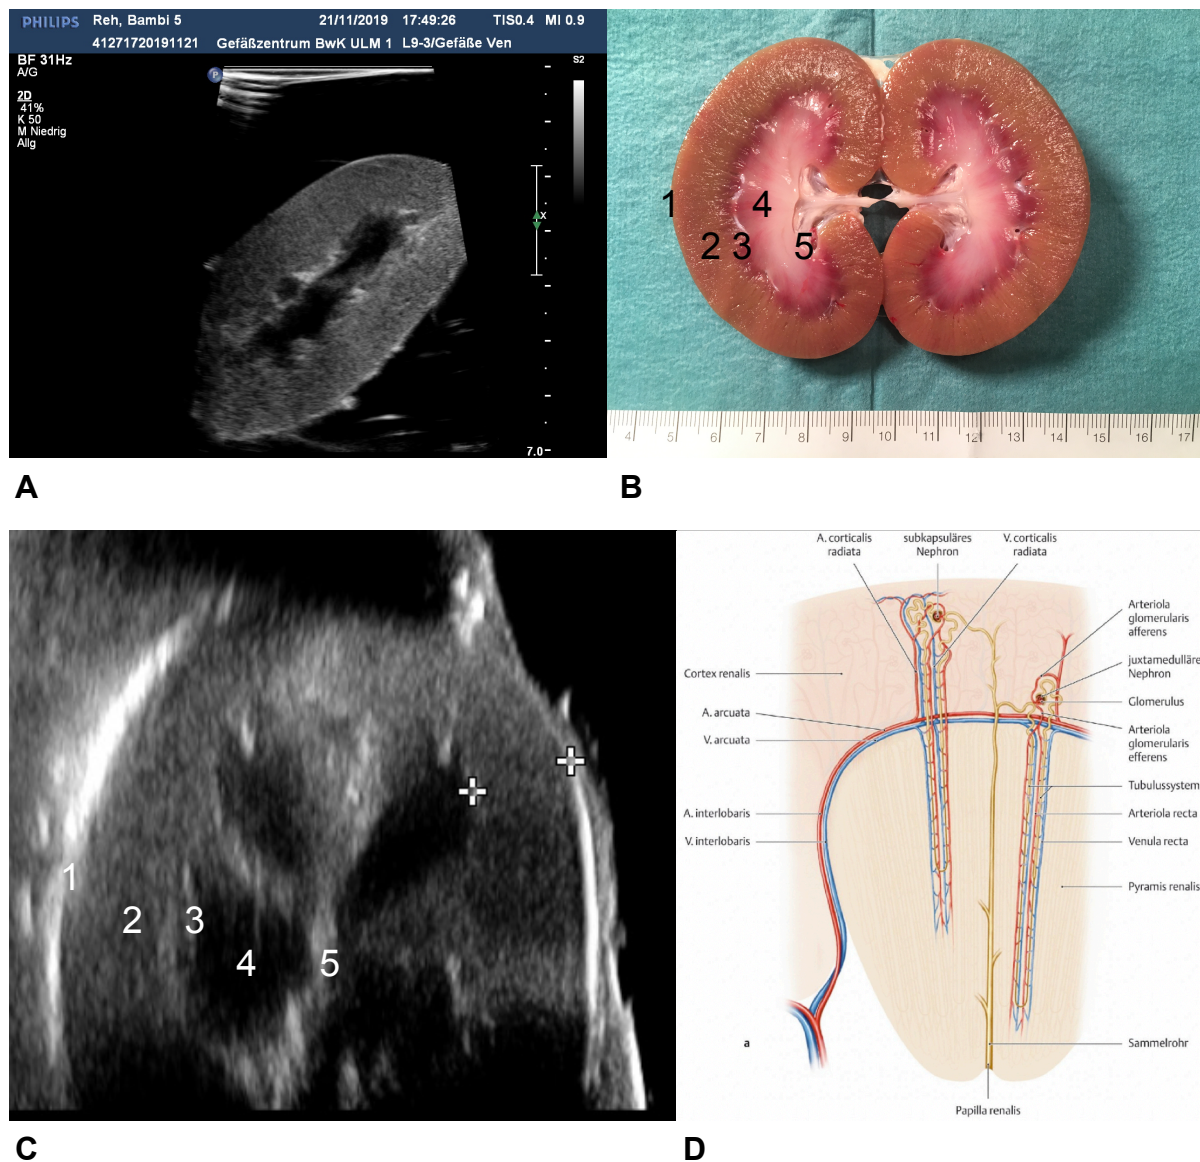 PHILIPS Reh, Bambi 5 21/11/2019 17:49:26 TIS0.4 MI 0.9
41271720191121 Gefäßzentrum BwK ULM 1 L9-3/Gefäße Ven
BF 31Hz
A/G
2D
41%
K 50
M Niedrig
Allg
P
S2
x
7.0
A
1
4
2
3
5
4 5 6 7 8 9 10 11 12 13 14 15 16 17
B
1
2
3
4
5
C
A. corticalis
radiata
subkapsuläres
Nephron
V. corticalis
radiata
Arteriola
glomerularis
afferens
juxtamedulläre
Nephron
Glomerulus
Arteriola
glomerularis
efferens
Tubulussystem
Arteriola recta
Venula recta
Pyramis renalis
Sammelrohr
Cortex renalis
A. arcuata
V. arcuata
A. interlobaris
V. interlobaris
a
Papilla renalis
D